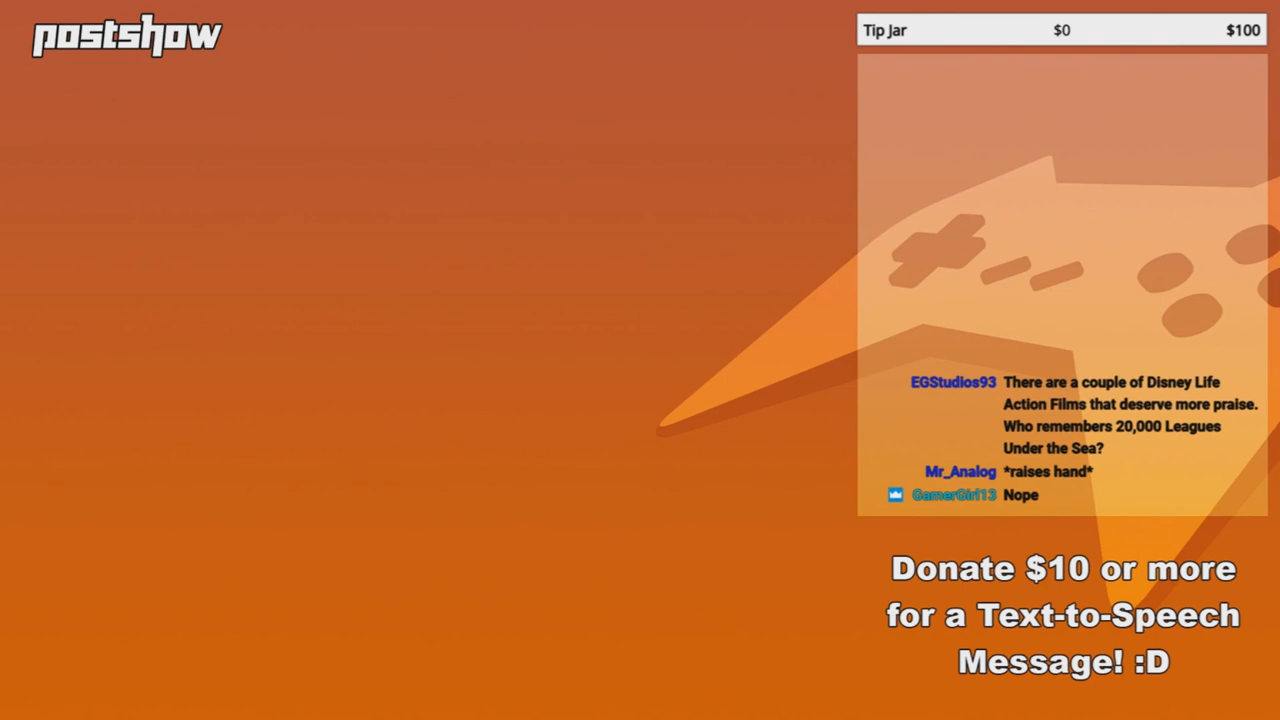 postshow
Tip Jar $0 $100
EGStudios93 There are a couple of Disney Life
Action Films that deserve more praise.
Who remembers 20,000 Leagues
Under the Sea?
Mr_Analog *raises hand*
GamerGirl13 Nope
Donate $10 or more
for a Text-to-Speech
Message! :D